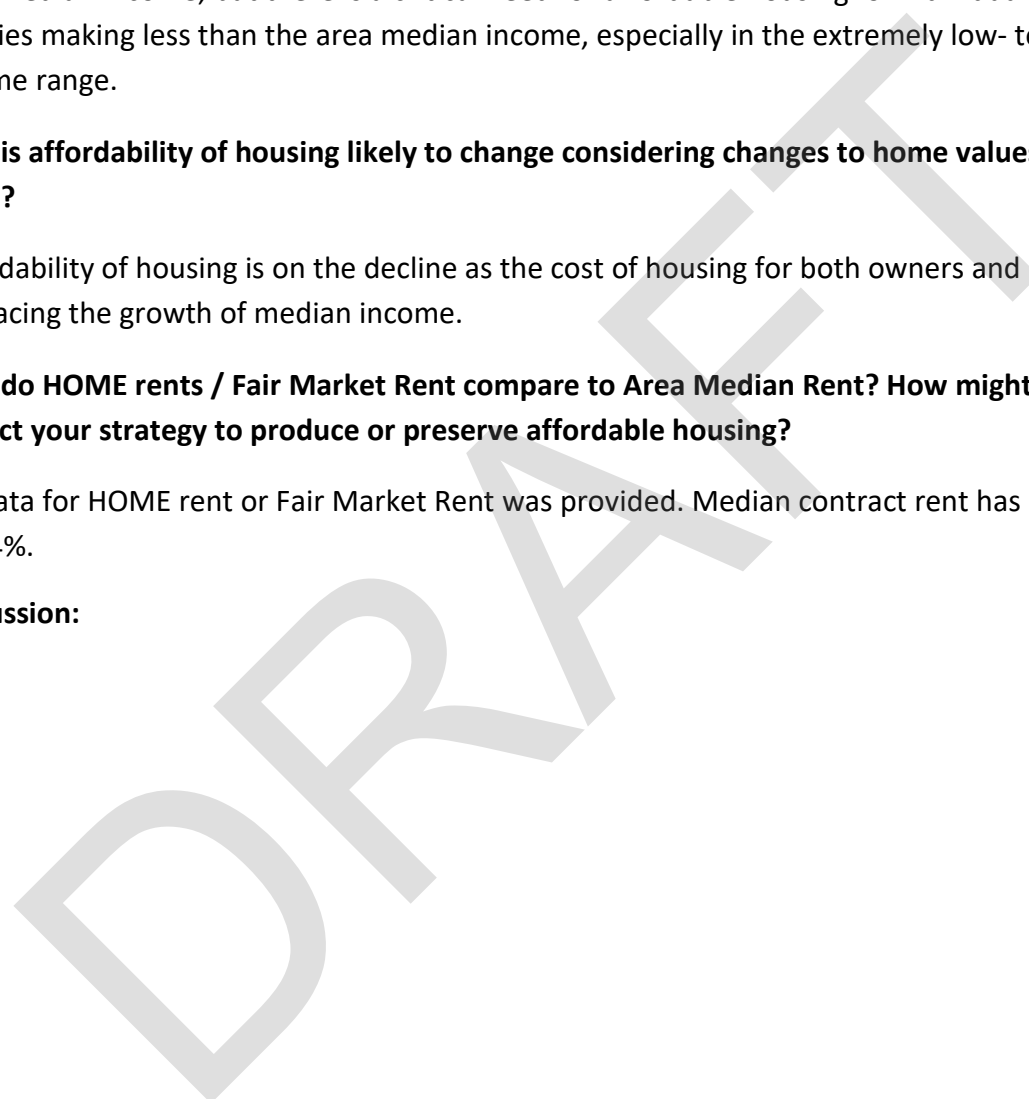 ies making less than the area median income, especially in the extremely low- to
me range.
is affordability of housing likely to change considering changes to home values
?
dability of housing is on the decline as the cost of housing for both owners and
acing the growth of median income.
do HOME rents / Fair Market Rent compare to Area Median Rent? How might
ct your strategy to produce or preserve affordable housing?
ata for HOME rent or Fair Market Rent was provided. Median contract rent has
4%.
ussion:
DRAFT